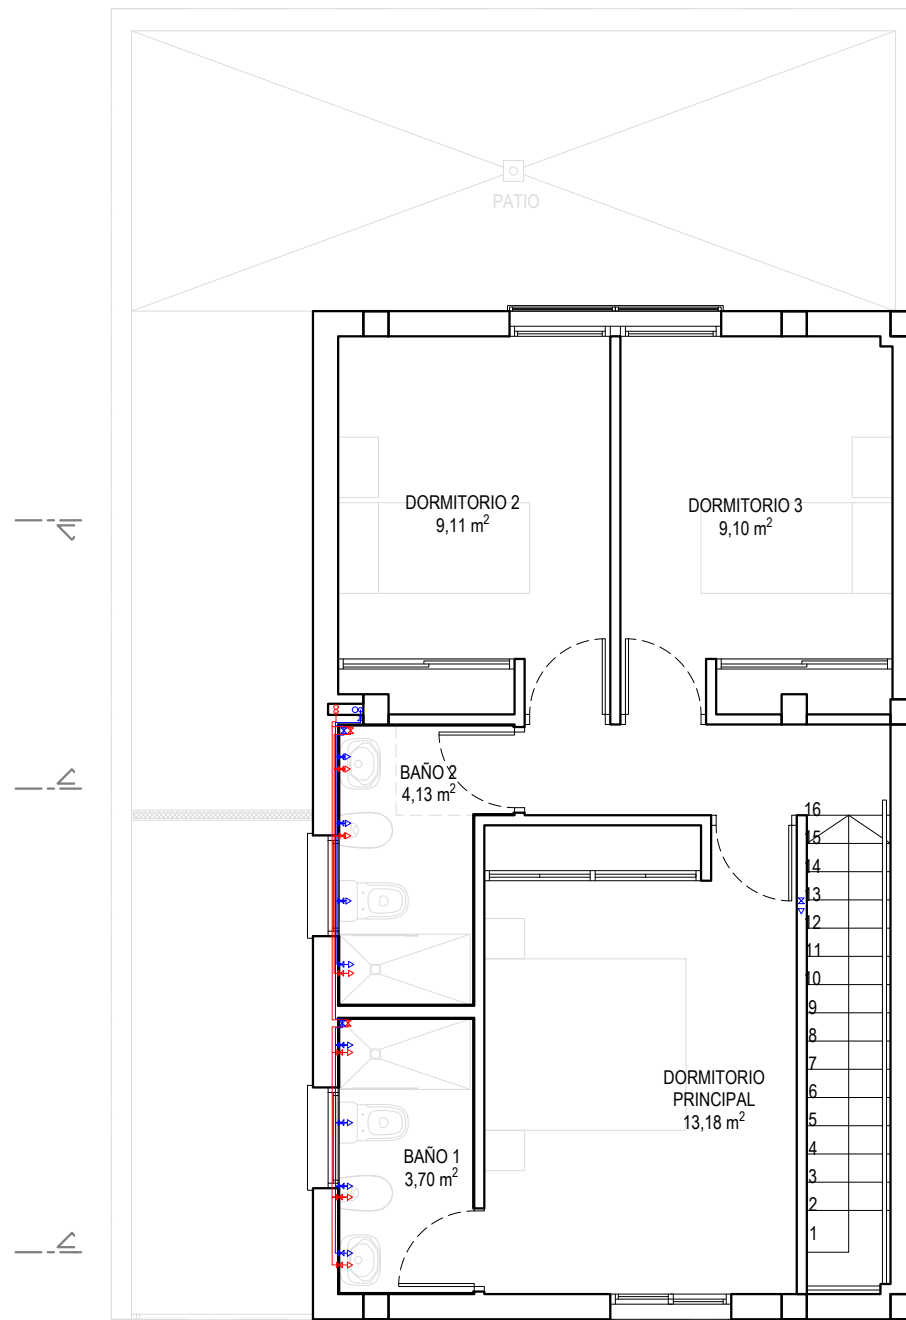 PATIO
DORMITORIO 2
9,11 m²
DORMITORIO 3
9,10 m²
BAÑO 2
4,13 m²
16
15
14
13
12
11
10
9
8
7
6
5
4
3
2
1
DORMITORIO
PRINCIPAL
13,18 m²
BAÑO 1
3,70 m²